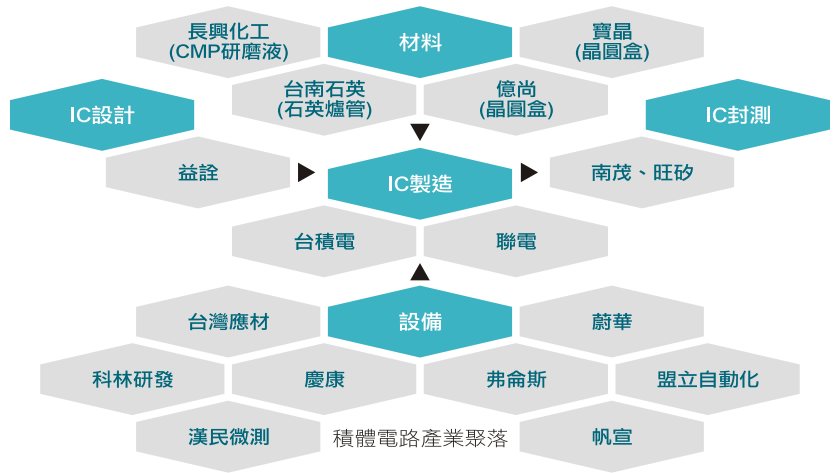 長興化工
(CMP研磨液)
材料
寶晶
(晶圓盒)
台南石英
(石英爐管)
億尚
(晶圓盒)
IC設計
IC封測
益詮
IC製造
南茂、旺矽
台積電
聯電
台灣應材
設備
蔚華
科林研發
慶康
弗侖斯
盟立自動化
漢民微測
積體電路產業聚落
帆宣